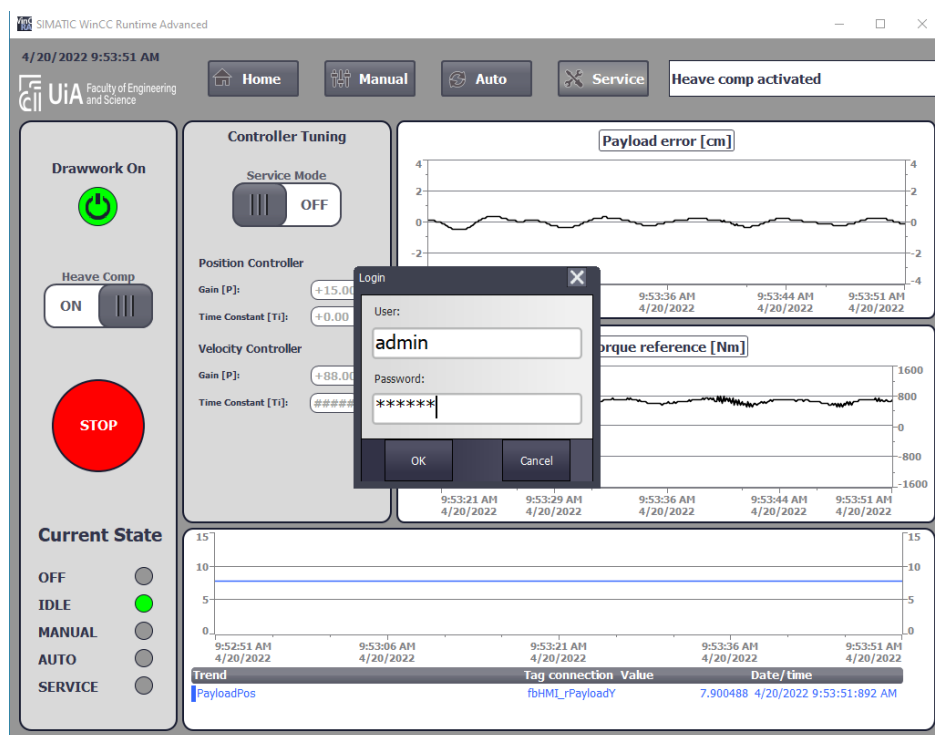 SIMATIC WinCC Runtime Advanced
4/20/2022 9:53:51 AM
UiA Faculty of Engineering
and Science
Home
Manual
Auto
Service
Heave comp activated
Drawwork On
Heave Comp
ON
STOP
Current State
OFF
IDLE
MANUAL
AUTO
SERVICE
Controller Tuning
Service Mode
OFF
Position Controller
Gain [P]: +15.00
Time Constant [Ti]: +0.00
Velocity Controller
Gain [P]: +88.00
Time Constant [Ti]: #####
Payload error [cm]
4 4
2 2
0 0
-2 -2
-4
9:53:36 AM 9:53:44 AM 9:53:51 AM
4/20/2022 4/20/2022 4/20/2022
Login
User:
admin
Password:
******
OK Cancel
reference [Nm]
1600
800
0
-800
-1600
9:53:21 AM 9:53:29 AM 9:53:36 AM 9:53:44 AM 9:53:51 AM
4/20/2022 4/20/2022 4/20/2022 4/20/2022 4/20/2022
15 15
10 10
5 5
0 0
9:52:51 AM 9:53:06 AM 9:53:21 AM 9:53:36 AM 9:53:51 AM
4/20/2022 4/20/2022 4/20/2022 4/20/2022 4/20/2022
Trend Tag connection Value Date/time
PayloadPos fbHMI_rPayloadY 7.900488 4/20/2022 9:53:51:892 AM